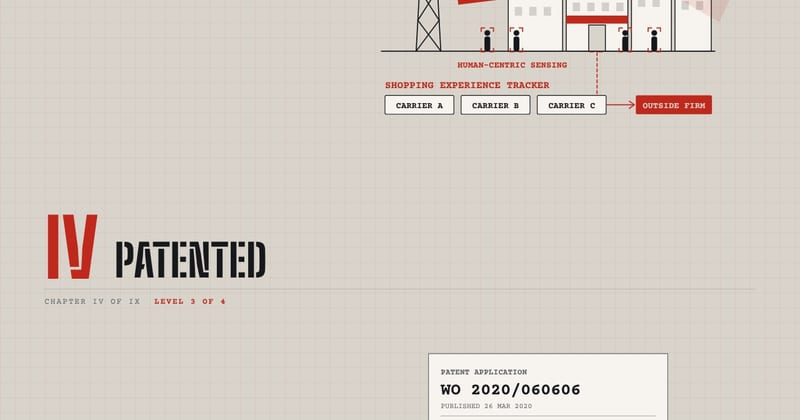 HUMAN-CENTRIC SENSING
SHOPPING EXPERIENCE TRACKER
CARRIER A CARRIER B CARRIER C OUTSIDE FIRM
IV PATENTED
CHAPTER IV OF IX LEVEL 3 OF 4
PATENT APPLICATION
WO 2020/060606
PUBLISHED 26 MAR 2020